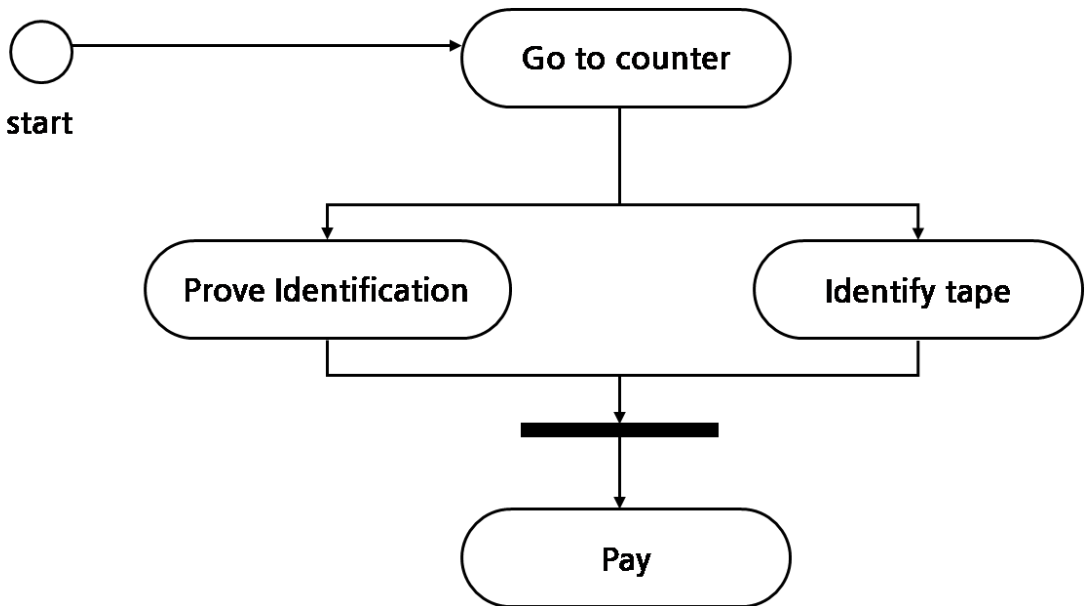 Go to counter
start
Prove Identification
Identify tape
Pay